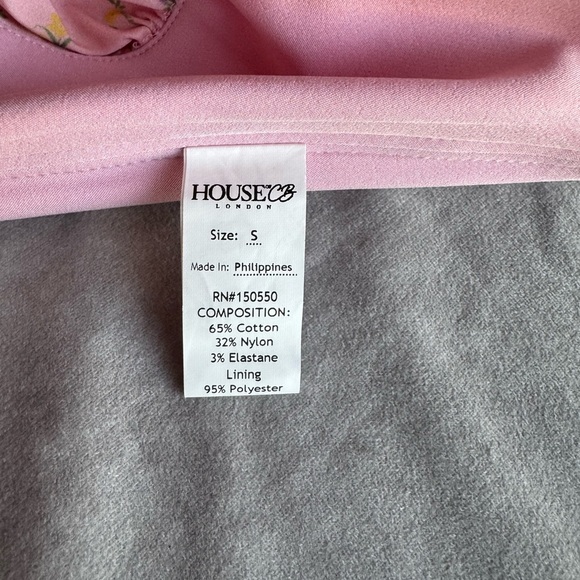 HOUSE OF CB
LONDON
Size: S
Made In: Philippines
RN#150550
COMPOSITION:
65% Cotton
32% Nylon
3% Elastane
Lining
95% Polyester